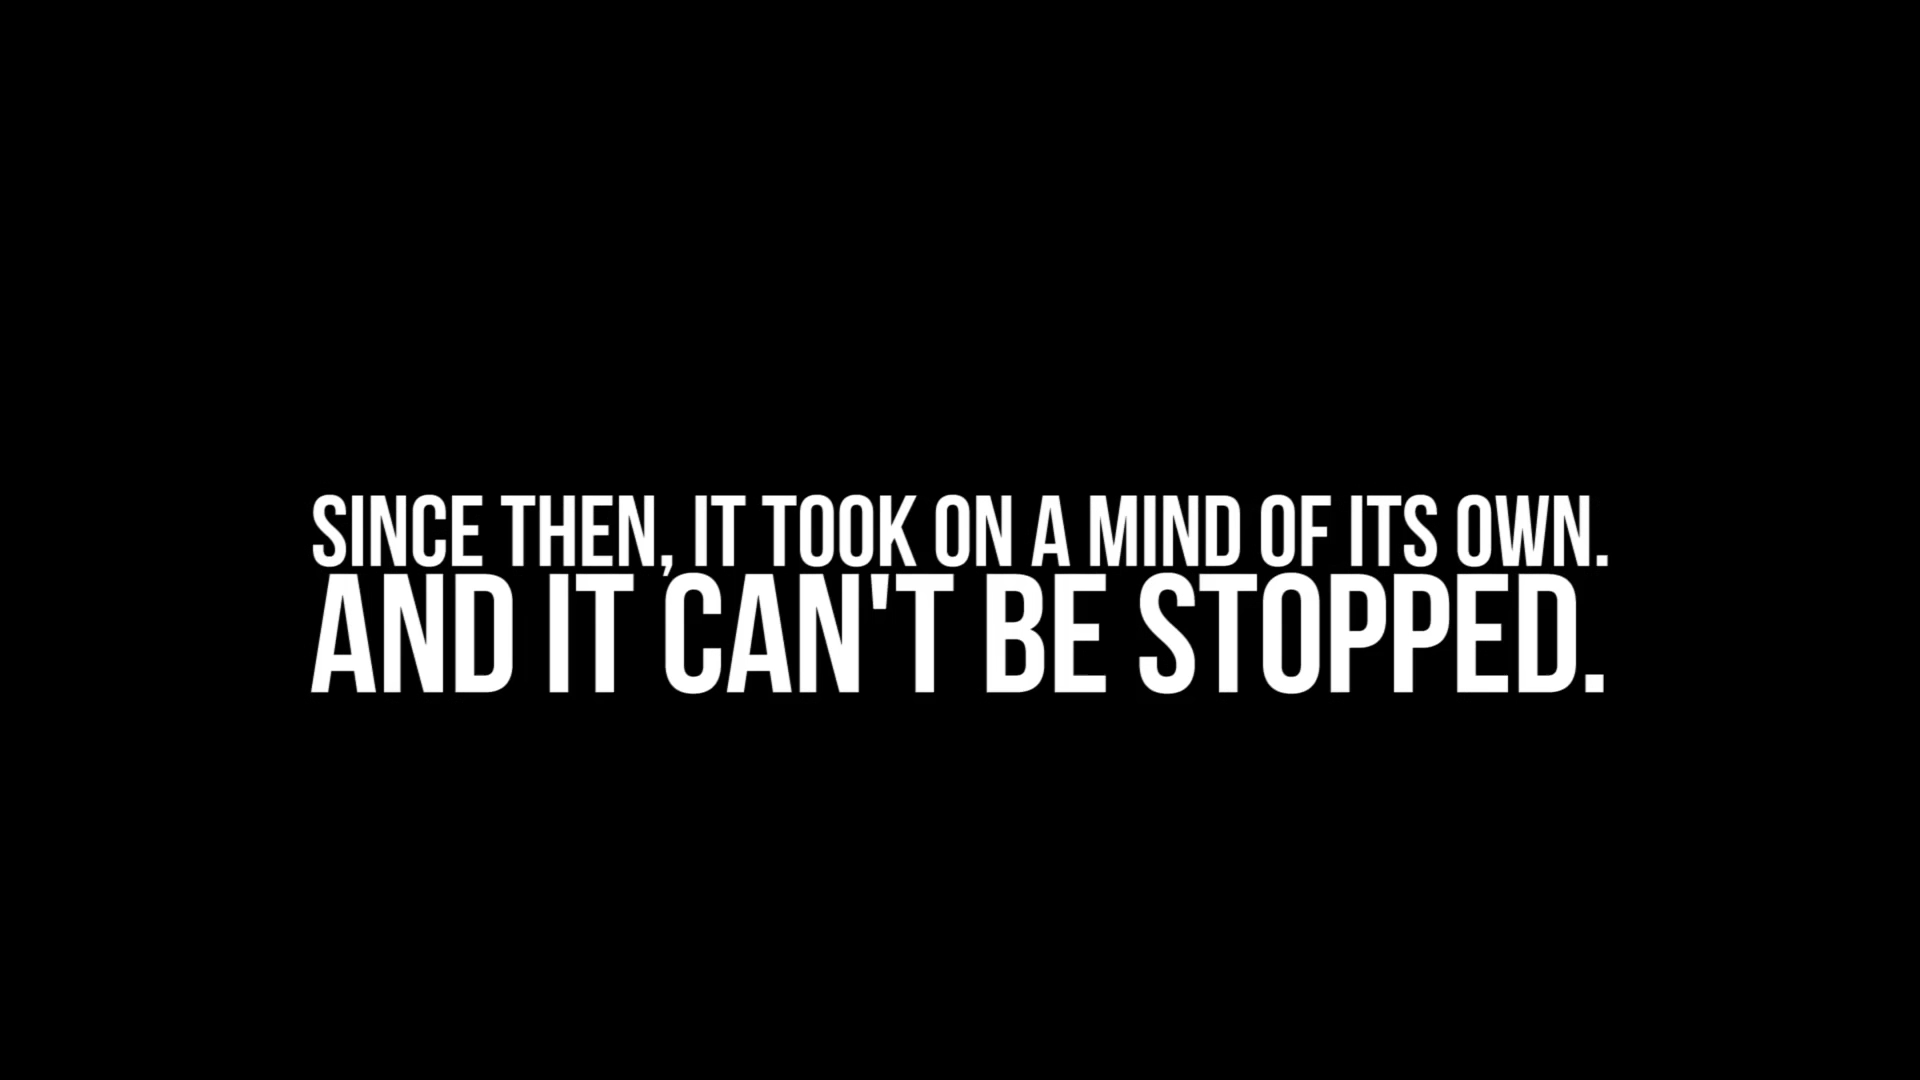 SINCE THEN, IT TOOK ON A MIND OF ITS OWN.
AND IT CAN'T BE STOPPED.